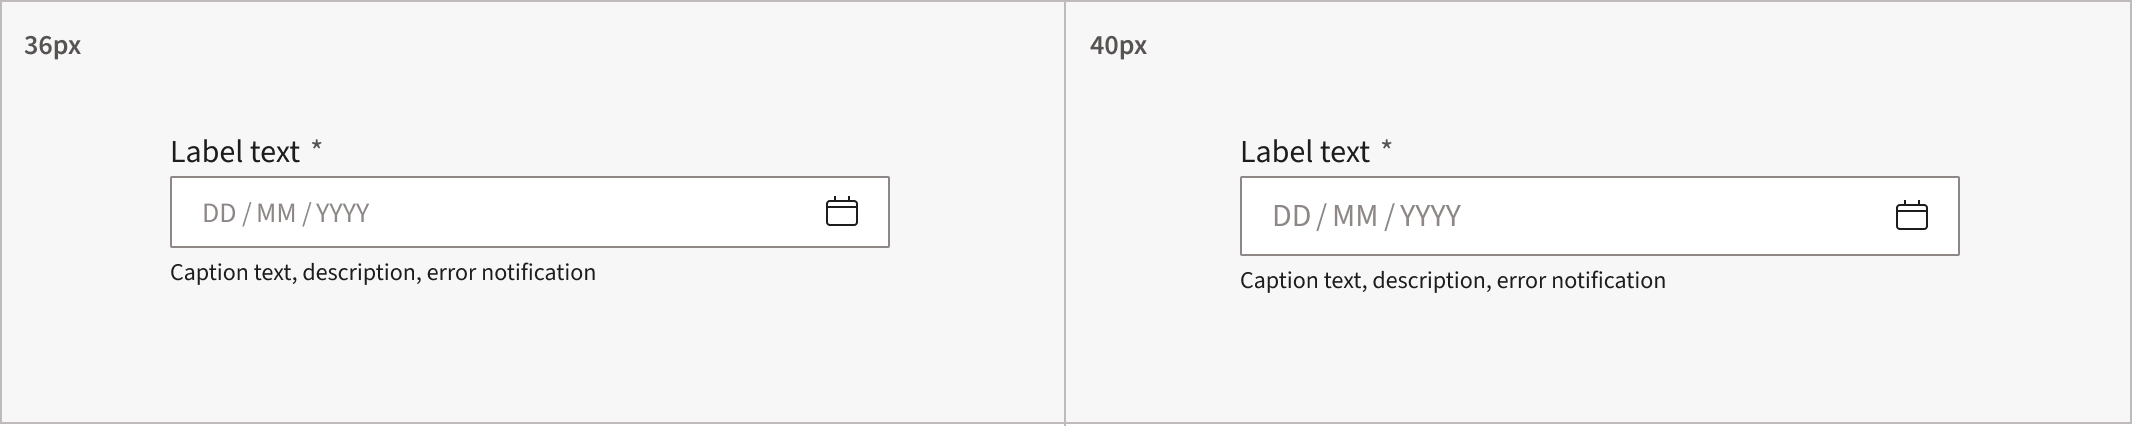 36px
Label text *
DD / MM / YYYY
Caption text, description, error notification
40px
Label text *
DD / MM / YYYY
Caption text, description, error notification